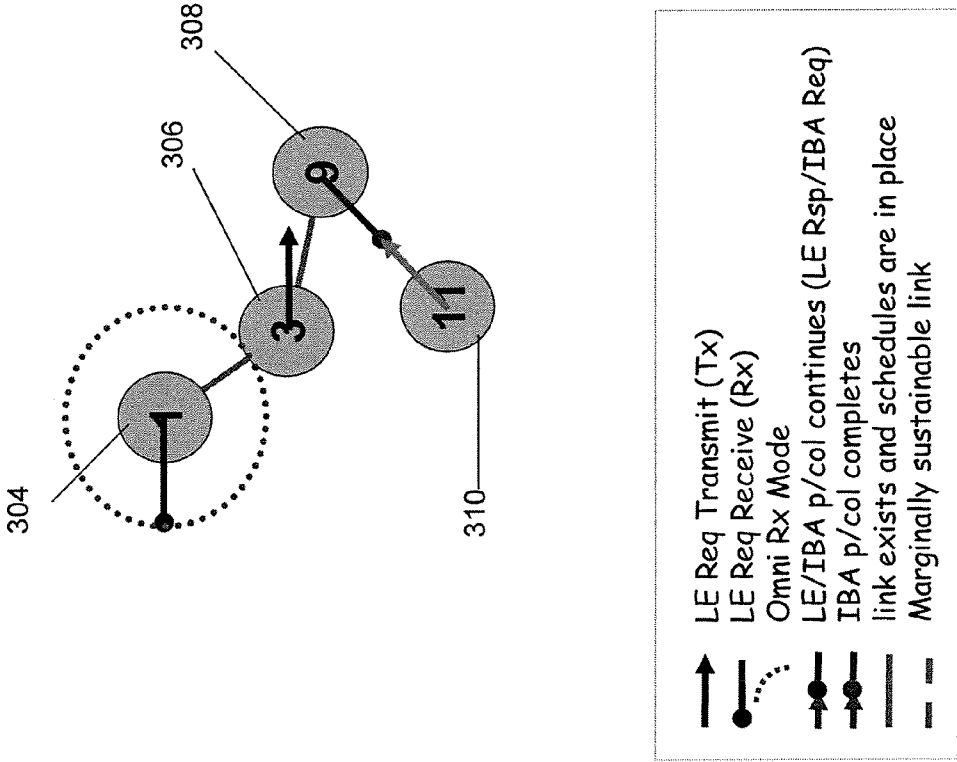 304
306
308
1
3
9
11
310
LE Req Transmit (Tx)
LE Req Receive (Rx)
Omni Rx Mode
LE/IBA p/col continues (LE Rsp/IBA Req)
IBA p/col completes
link exists and schedules are in place
Marginally sustainable link